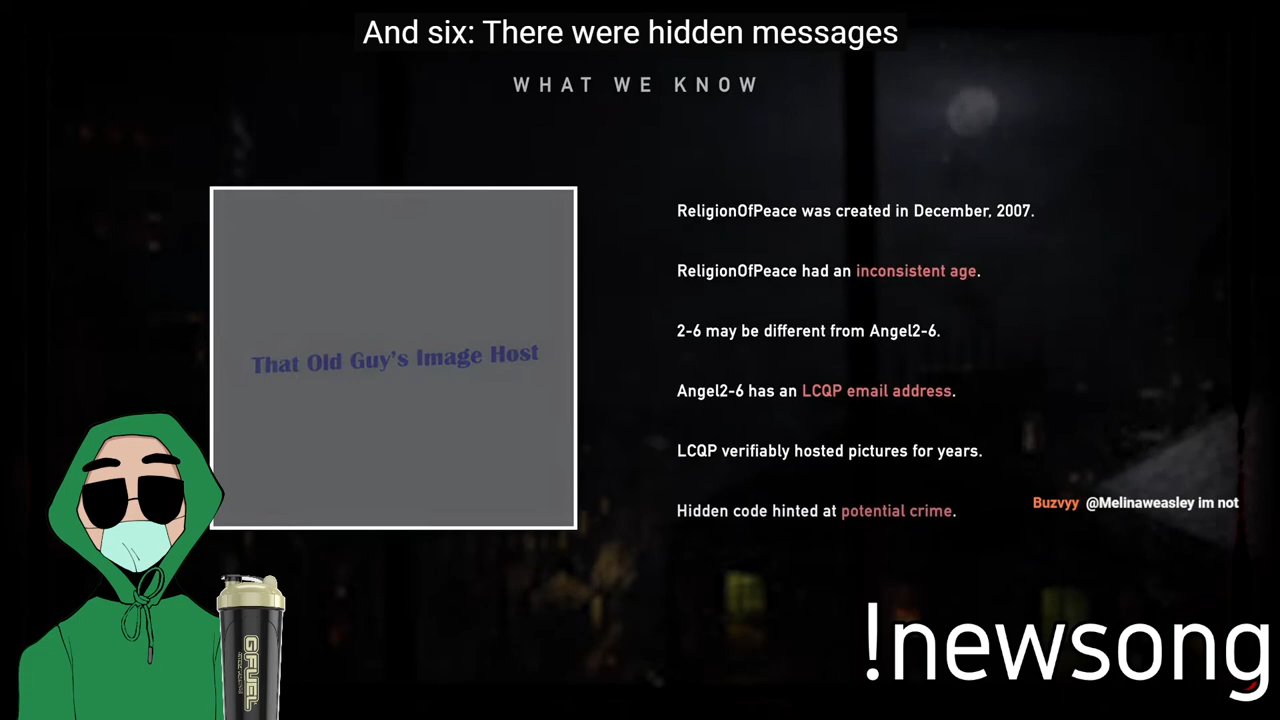 And six: There were hidden messages
WHAT WE KNOW
ReligionOfPeace was created in December, 2007.
ReligionOfPeace had an inconsistent age.
2-6 may be different from Angel2-6.
That Old Guy's Image Host
Angel2-6 has an LCQP email address.
LCQP verifiably hosted pictures for years.
Hidden code hinted at potential crime.
Buzvyy @Melinaweasley im not
!newsong
GFUEL